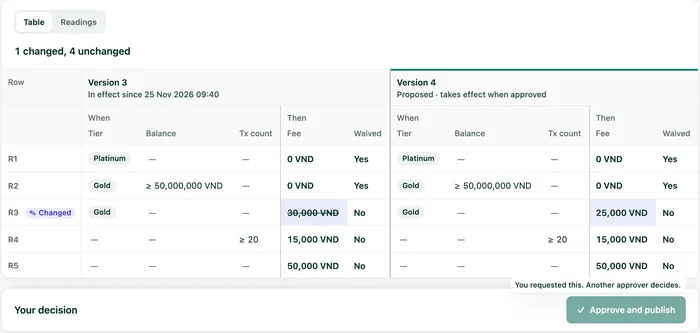 Table Readings
1 changed, 4 unchanged
Row Version 3 Version 4
In effect since 25 Nov 2026 09:40 Proposed · takes effect when approved
When Then When Then
Tier Balance Tx count Fee Waived Tier Balance Tx count Fee Waived
R1 Platinum — — 0 VND Yes Platinum — — 0 VND Yes
R2 Gold ≥ 50,000,000 VND — 0 VND Yes Gold ≥ 50,000,000 VND — 0 VND Yes
R3 Changed Gold — — 30,000 VND No Gold — — 25,000 VND No
R4 — — ≥ 20 15,000 VND No — — ≥ 20 15,000 VND No
R5 — — — 50,000 VND No — — — 50,000 VND No
You requested this. Another approver decides.
Your decision ✓ Approve and publish